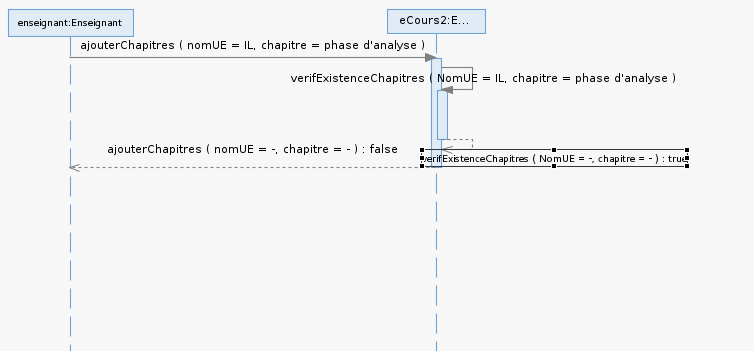 enseignant:Enseignant
eCours2:E...
ajouterChapitres ( nomUE = IL, chapitre = phase d'analyse )
verifExistenceChapitres ( NomUE = IL, chapitre = phase d'analyse )
ajouterChapitres ( nomUE = -, chapitre = - ) : false
verifExistenceChapitres ( NomUE = -, chapitre = - ) : true